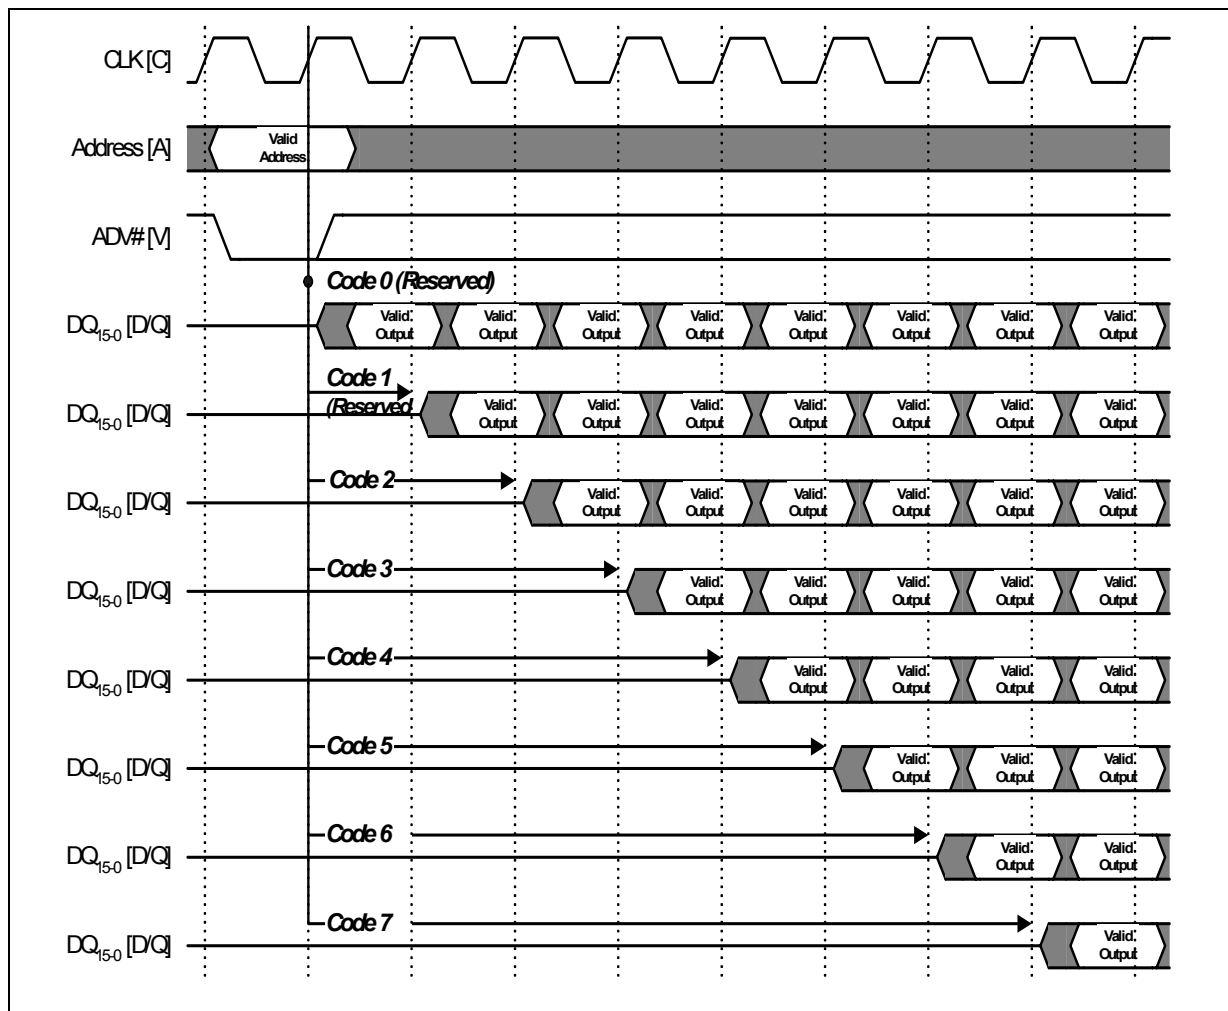 CLK [C]
Address [A]
Valid
Address
ADV# [V]
Code 0 (Reserved)
DQ15-0 [D/Q]
Valid Output Valid Output Valid Output Valid Output Valid Output Valid Output Valid Output Valid Output
Code 1
(Reserved
DQ15-0 [D/Q]
Valid Output Valid Output Valid Output Valid Output Valid Output Valid Output Valid Output
Code 2
DQ15-0 [D/Q]
Valid Output Valid Output Valid Output Valid Output Valid Output Valid Output
Code 3
DQ15-0 [D/Q]
Valid Output Valid Output Valid Output Valid Output Valid Output
Code 4
DQ15-0 [D/Q]
Valid Output Valid Output Valid Output Valid Output
Code 5
DQ15-0 [D/Q]
Valid Output Valid Output Valid Output
Code 6
DQ15-0 [D/Q]
Valid Output Valid Output
Code 7
DQ15-0 [D/Q]
Valid Output